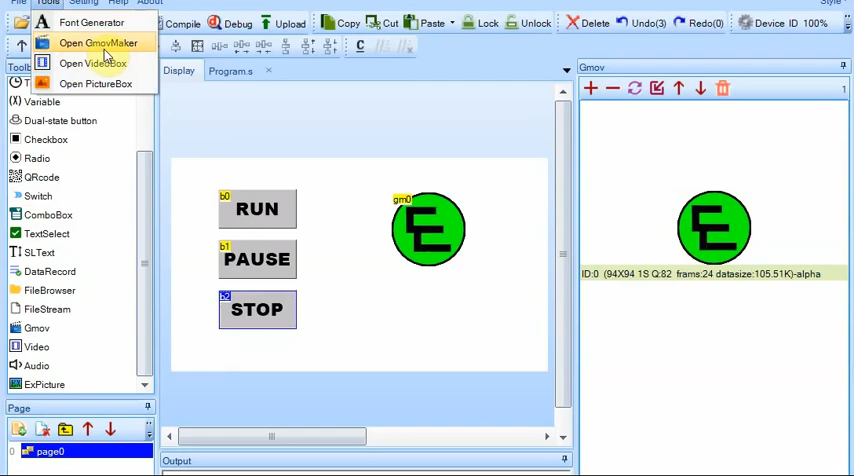 File Tools Setting Help About Style
Font Generator
Open GmovMaker
Open VideoBox
Open PictureBox
Compile Debug Upload Copy Cut Paste Lock Unlock Delete Undo(3) Redo(0) Device ID 100%
C
Toolbox
Display
Program.s
Gmov
1
Variable
Dual-state button
Checkbox
Radio
QRcode
Switch
ComboBox
TextSelect
SLText
DataRecord
FileBrowser
FileStream
Gmov
Video
Audio
ExPicture
b0
RUN
b1
PAUSE
b2
STOP
gm0
EE
EE
ID:0 (94X94 1S Q:82 frams:24 datasize:105.51K)-alpha
Page
0 page0
Output